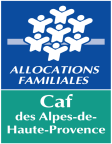 ALLOCATIONS
FAMILIALES
Caf
des Alpes-de-
Haute-Provence